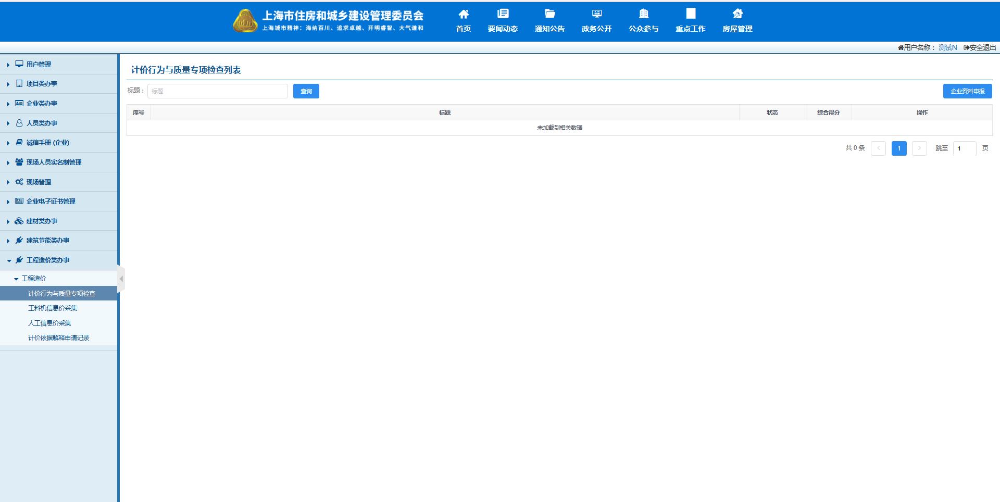 上海市住房和城乡建设管理委员会
上海城市精神：海纳百川、追求卓越、开明睿智、大气谦和
首页 要闻动态 通知公告 政务公开 公众参与 重点工作 房屋管理
用户名称： 测试N 安全退出
用户管理
项目类办事
企业类办事
人员类办事
诚信手册 (企业)
现场人员实名制管理
现场管理
企业电子证书管理
建材类办事
建筑节能类办事
工程造价类办事
工程造价
计价行为与质量专项检查
工料机信息价采集
人工信息价采集
计价依据解释申请记录
计价行为与质量专项检查列表
标题： 标题 查询 企业资料申报
序号 标题 状态 综合得分 操作
未加载到相关数据
共 0 条 < 1 > 跳至 1 页